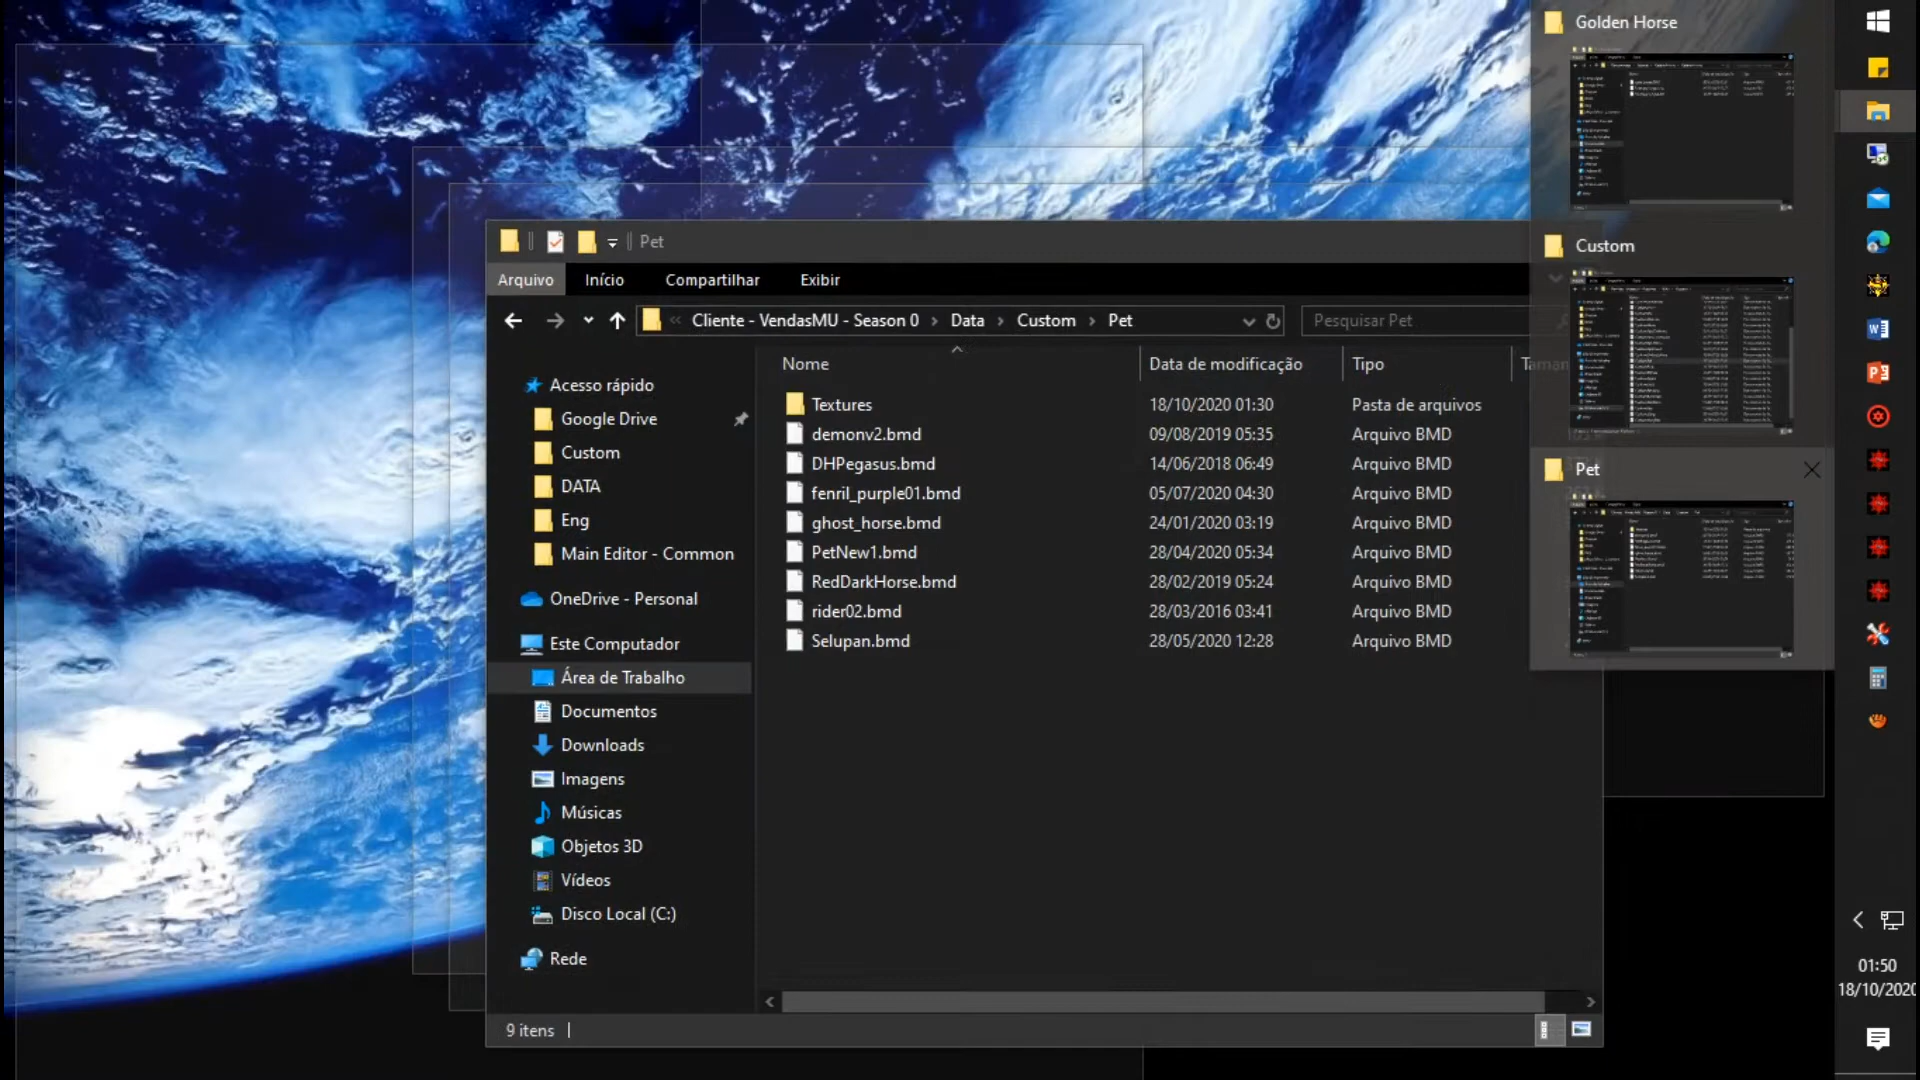 Golden Horse
Custom
Pet
Pet
Arquivo Início Compartilhar Exibir
« Cliente - VendasMU - Season 0 › Data › Custom › Pet
Pesquisar Pet
Nome Data de modificação Tipo Taman
Textures 18/10/2020 01:30 Pasta de arquivos
demonv2.bmd 09/08/2019 05:35 Arquivo BMD
DHPegasus.bmd 14/06/2018 06:49 Arquivo BMD
fenril_purple01.bmd 05/07/2020 04:30 Arquivo BMD
ghost_horse.bmd 24/01/2020 03:19 Arquivo BMD
PetNew1.bmd 28/04/2020 05:34 Arquivo BMD
RedDarkHorse.bmd 28/02/2019 05:24 Arquivo BMD
rider02.bmd 28/03/2016 03:41 Arquivo BMD
Selupan.bmd 28/05/2020 12:28 Arquivo BMD
Acesso rápido
Google Drive
Custom
DATA
Eng
Main Editor - Common
OneDrive - Personal
Este Computador
Área de Trabalho
Documentos
Downloads
Imagens
Músicas
Objetos 3D
Vídeos
Disco Local (C:)
Rede
9 itens
01:50
18/10/2020